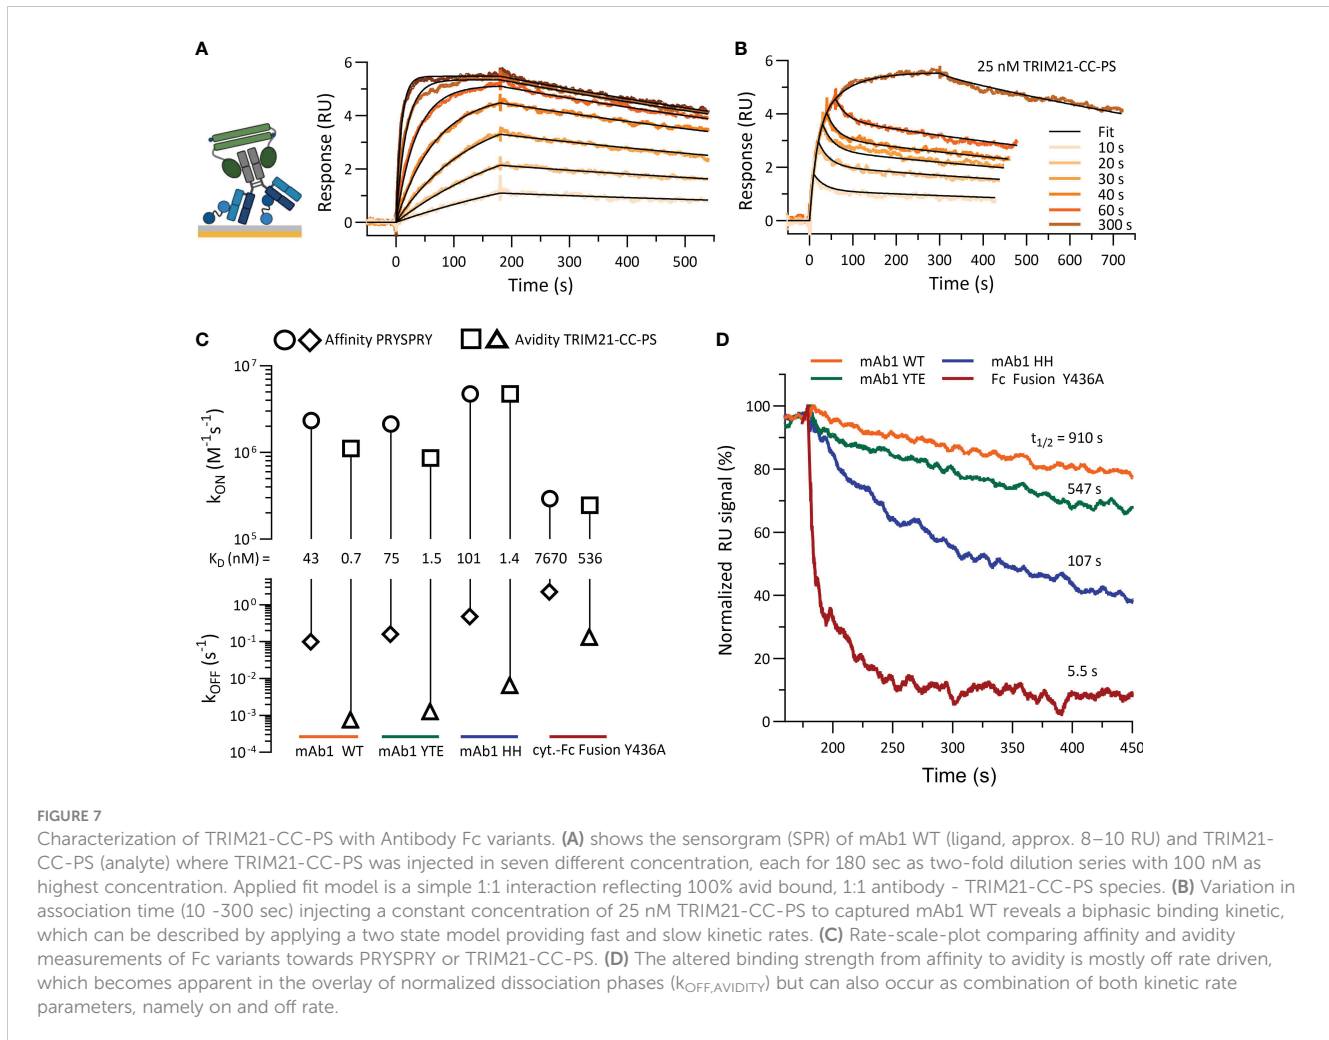 A
B
6
4
2
0
Response (RU)
0 100 200 300 400 500
Time (s)
6
4
2
0
Response (RU)
25 nM TRIM21-CC-PS
Fit
10 s
20 s
30 s
40 s
60 s
300 s
0 100 200 300 400 500 600 700
Time (s)
C
Affinity PRYSPRY
Avidity TRIM21-CC-PS
10⁷
10⁶
10⁵
kON (M⁻¹s⁻¹)
KD (nM) = 43 0.7 75 1.5 101 1.4 7670 536
10⁰
10⁻¹
10⁻²
10⁻³
10⁻⁴
kOFF (s⁻¹)
mAb1 WT mAb1 YTE mAb1 HH cyt.-Fc Fusion Y436A
D
mAb1 WT mAb1 HH
mAb1 YTE Fc Fusion Y436A
100
80
60
40
20
0
Normalized RU signal (%)
t1/2 = 910 s
547 s
107 s
5.5 s
200 250 300 350 400 450
Time (s)
FIGURE 7
Characterization of TRIM21-CC-PS with Antibody Fc variants. (A) shows the sensorgram (SPR) of mAb1 WT (ligand, approx. 8–10 RU) and TRIM21-
CC-PS (analyte) where TRIM21-CC-PS was injected in seven different concentration, each for 180 sec as two-fold dilution series with 100 nM as
highest concentration. Applied fit model is a simple 1:1 interaction reflecting 100% avid bound, 1:1 antibody - TRIM21-CC-PS species. (B) Variation in
association time (10 -300 sec) injecting a constant concentration of 25 nM TRIM21-CC-PS to captured mAb1 WT reveals a biphasic binding kinetic,
which can be described by applying a two state model providing fast and slow kinetic rates. (C) Rate-scale-plot comparing affinity and avidity
measurements of Fc variants towards PRYSPRY or TRIM21-CC-PS. (D) The altered binding strength from affinity to avidity is mostly off rate driven,
which becomes apparent in the overlay of normalized dissociation phases (kOFF,AVIDITY) but can also occur as combination of both kinetic rate
parameters, namely on and off rate.